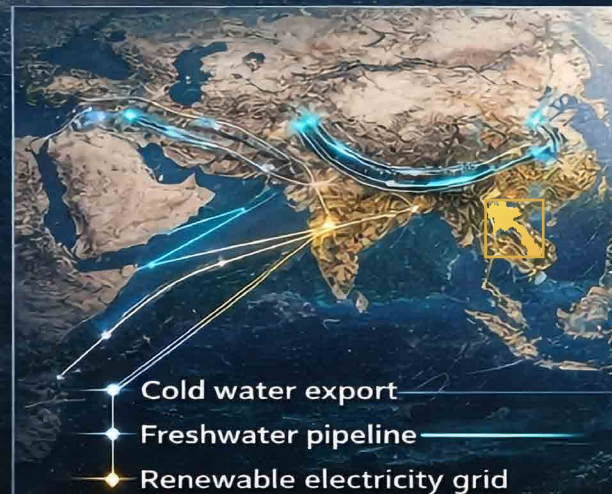 Cold water export
Freshwater pipeline
Renewable electricity grid